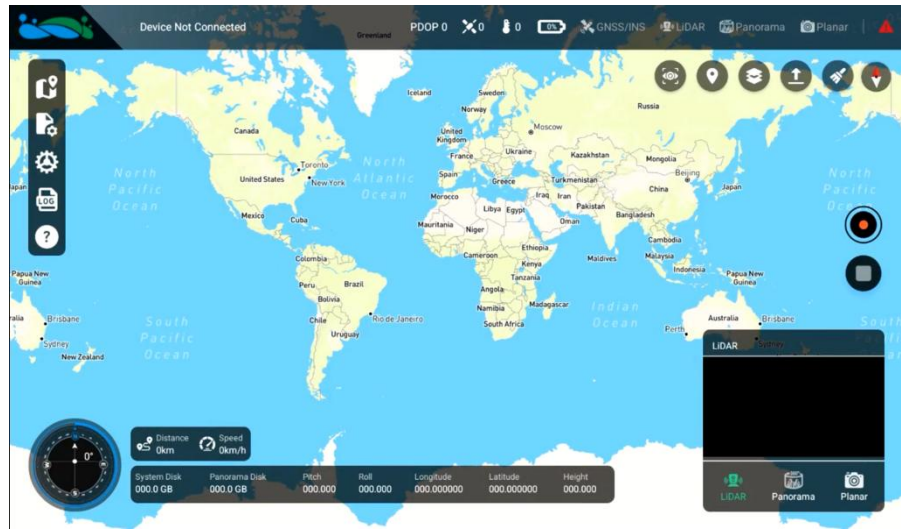 Device Not Connected
PDOP 0
0
0
0%
GNSS/INS
LiDAR
Panorama
Planar
Greenland
Iceland
Sweden
Norway
Russia
Canada
United
Kingdom
Moscow
Ukraine
France
Kazakhstan
Mongolia
Toronto
North
Atlantic
Ocean
Spain
Greece
Turkmenistan
Beijing
United States
New York
North
Pacific
Ocean
Japan
China
Japan
North
Pacific
Ocean
Morocco
Iraq
Iran
Pakistan
LOG
Mexico
Cuba
Libya
Egypt
Bangladesh
Oman
Mauritania
Niger
?
Cambodia
Ethiopia
Colombia
Cameroon
Kenya
Maldives
Malaysia
Papua New
Guinea
Indonesia
Papua New
Guinea
Tanzania
Peru
Brazil
Angola
Bolivia
Namibia
Madagascar
Indian
Ocean
Brisbane
South
Pacific
Ocean
Chile
Rio de Janeiro
South Africa
Australia
Brisbane
Uruguay
Perth
Sydney
New Zealand
Sydney
LiDAR
0°
Distance
0km
Speed
0km/h
System Disk
000.0 GB
Panorama Disk
000.0 GB
Pitch
000.000
Roll
000.000
Longitude
000.000000
Latitude
000.000000
Height
000.000
LiDAR
Panorama
Planar